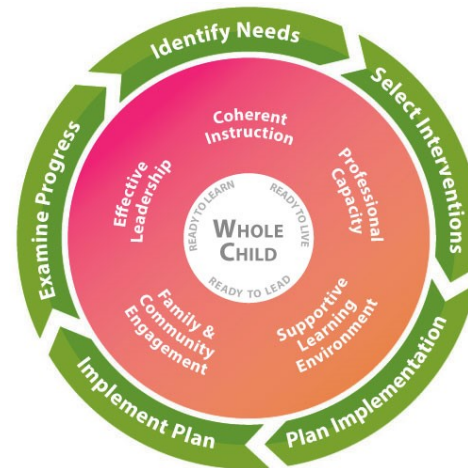 Identify Needs
Select Interventions
Plan Implementation
Implement Plan
Examine Progress
Coherent
Instruction
Professional
Capacity
Supportive
Learning
Environment
Family &
Community
Engagement
Effective
Leadership
READY TO LEARN
READY TO LIVE
READY TO LEAD
WHOLE
CHILD